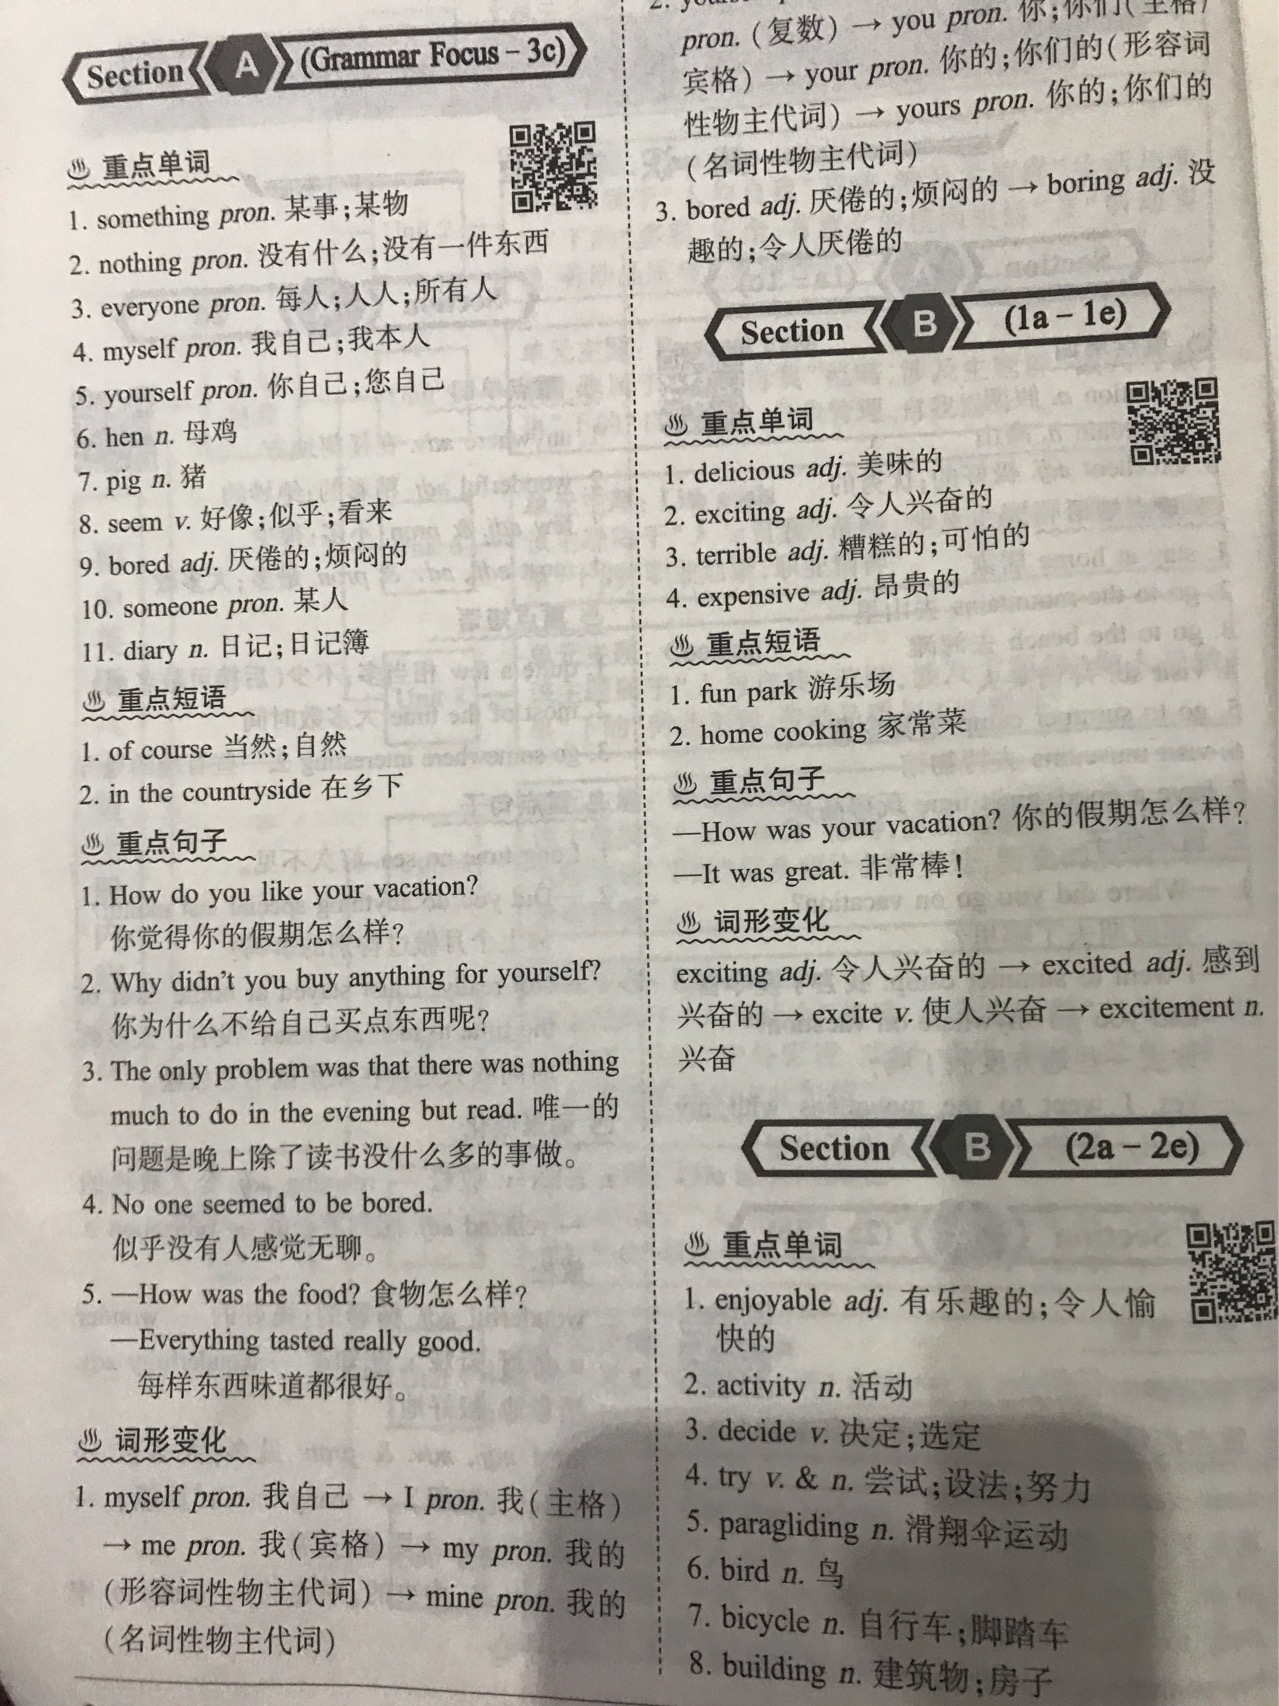 Section A (Grammar Focus – 3c)
重点单词
1. something pron. 某事;某物
2. nothing pron. 没有什么;没有一件东西
3. everyone pron. 每人;人人;所有人
4. myself pron. 我自己;我本人
5. yourself pron. 你自己;您自己
6. hen n. 母鸡
7. pig n. 猪
8. seem v. 好像;似乎;看来
9. bored adj. 厌倦的;烦闷的
10. someone pron. 某人
11. diary n. 日记;日记簿
重点短语
1. of course 当然;自然
2. in the countryside 在乡下
重点句子
1. How do you like your vacation?
你觉得你的假期怎么样?
2. Why didn't you buy anything for yourself?
你为什么不给自己买点东西呢?
3. The only problem was that there was nothing
much to do in the evening but read. 唯一的
问题是晚上除了读书没什么多的事做。
4. No one seemed to be bored.
似乎没有人感觉无聊。
5. —How was the food? 食物怎么样?
—Everything tasted really good.
每样东西味道都很好。
词形变化
1. myself pron. 我自己 → I pron. 我(主格)
→ me pron. 我(宾格) → my pron. 我的
(形容词性物主代词) → mine pron. 我的
(名词性物主代词)
pron. (复数) → you pron. 你;你们(主格/
宾格) → your pron. 你的;你们的(形容词
性物主代词) → yours pron. 你的;你们的
(名词性物主代词)
3. bored adj. 厌倦的;烦闷的 → boring adj. 没
趣的;令人厌倦的
Section B (1a – 1e)
重点单词
1. delicious adj. 美味的
2. exciting adj. 令人兴奋的
3. terrible adj. 糟糕的;可怕的
4. expensive adj. 昂贵的
重点短语
1. fun park 游乐场
2. home cooking 家常菜
重点句子
—How was your vacation? 你的假期怎么样?
—It was great. 非常棒!
词形变化
exciting adj. 令人兴奋的 → excited adj. 感到
兴奋的 → excite v. 使人兴奋 → excitement n.
兴奋
Section B (2a – 2e)
重点单词
1. enjoyable adj. 有乐趣的;令人愉
快的
2. activity n. 活动
3. decide v. 决定;选定
4. try v. & n. 尝试;设法;努力
5. paragliding n. 滑翔伞运动
6. bird n. 鸟
7. bicycle n. 自行车;脚踏车
8. building n. 建筑物;房子